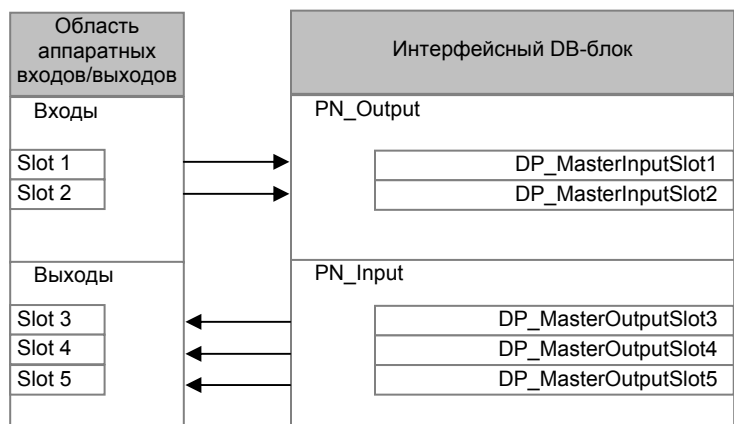 Область
аппаратных
входов/выходов
Интерфейсный DB-блок
Входы
PN_Output
Slot 1
DP_MasterInputSlot1
Slot 2
DP_MasterInputSlot2
Выходы
PN_Input
Slot 3
DP_MasterOutputSlot3
Slot 4
DP_MasterOutputSlot4
Slot 5
DP_MasterOutputSlot5